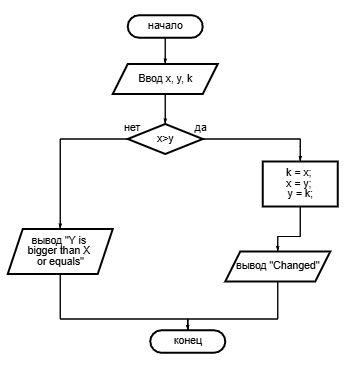 начало
Ввод x, y, k
нет
да
x>y
k = x;
x = y;
y = k;
вывод "Y is
bigger than X
or equals"
вывод "Changed"
конец